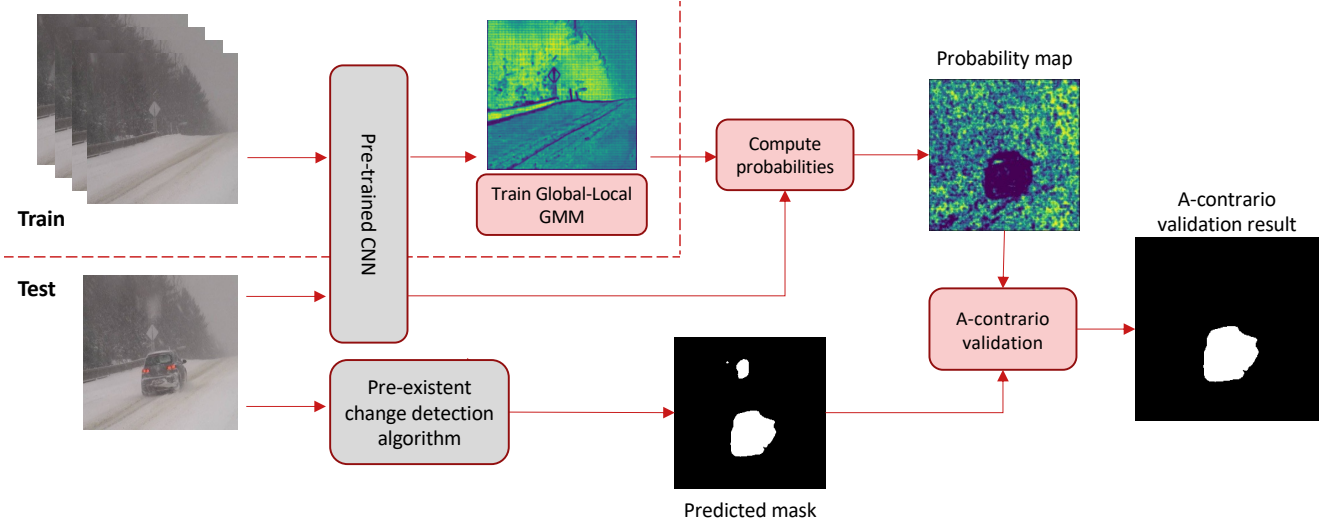 Train
Pre-trained CNN
Train Global-Local
GMM
Compute
probabilities
Probability map
A-contrario
validation result
Test
Pre-existent
change detection
algorithm
Predicted mask
A-contrario
validation